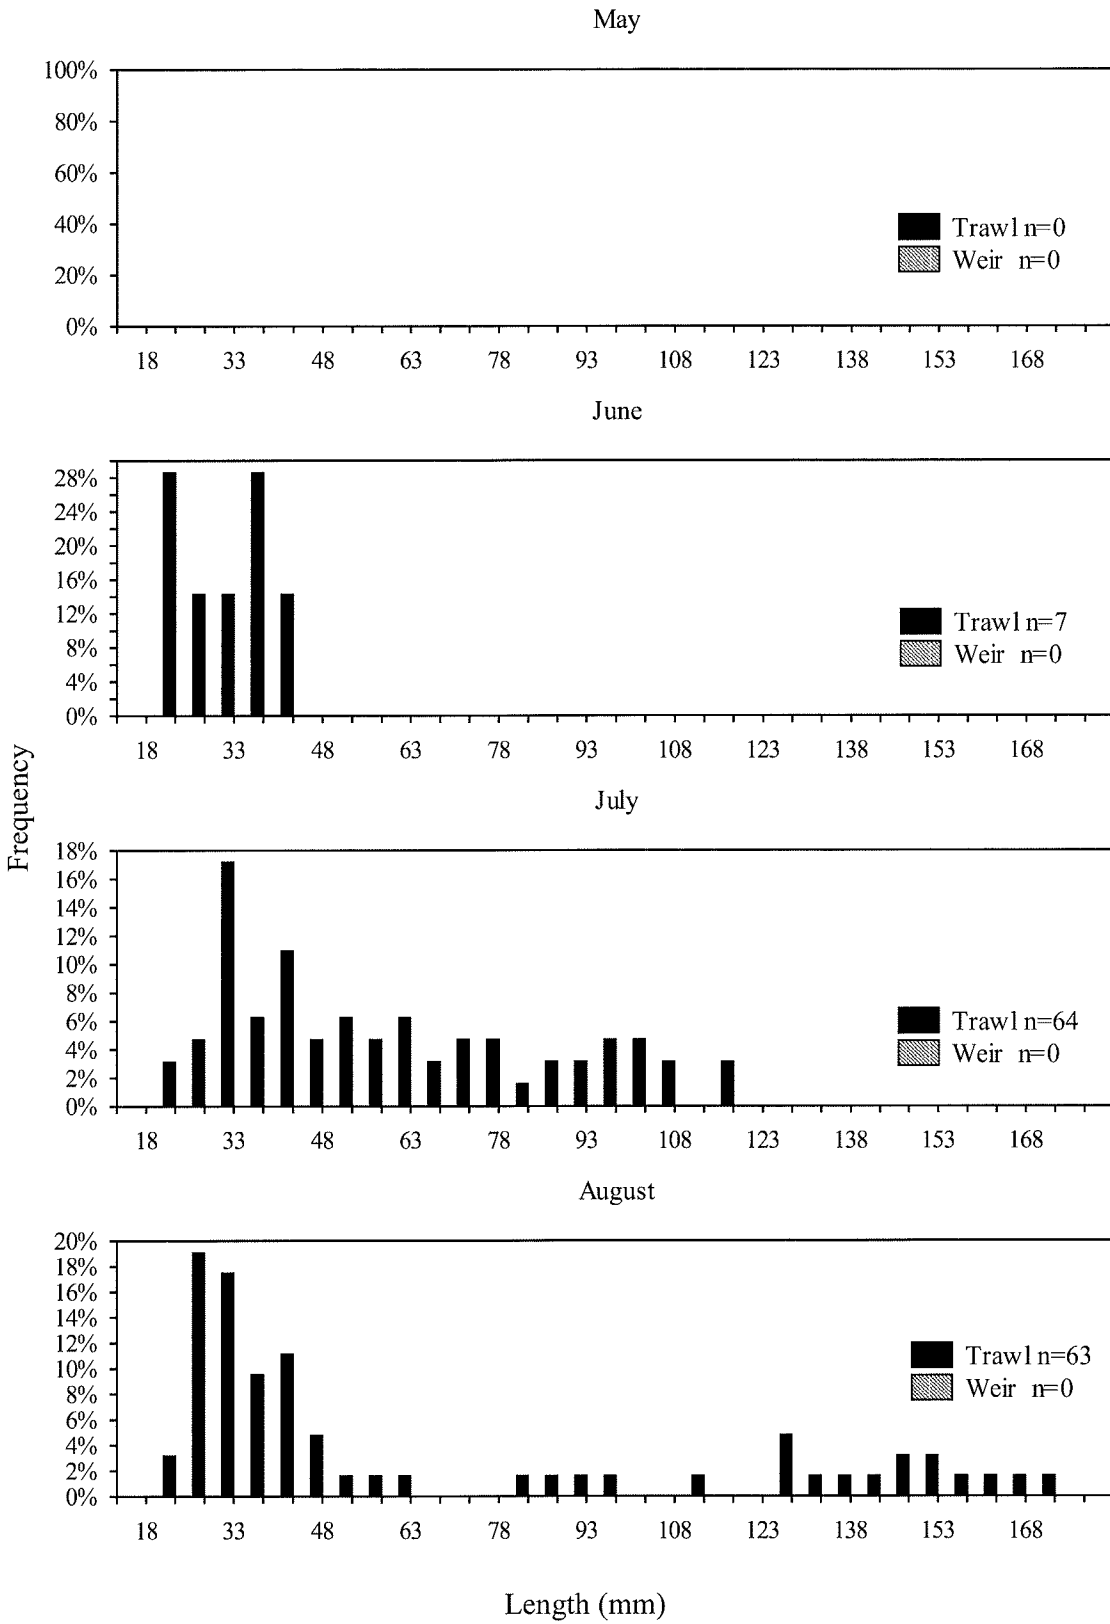 May
100%
80%
60%
40%
20%
0%
Trawl n=0
Weir n=0
18 33 48 63 78 93 108 123 138 153 168
June
28%
24%
20%
16%
12%
8%
4%
0%
Trawl n=7
Weir n=0
18 33 48 63 78 93 108 123 138 153 168
Frequency
July
18%
16%
14%
12%
10%
8%
6%
4%
2%
0%
Trawl n=64
Weir n=0
18 33 48 63 78 93 108 123 138 153 168
August
20%
18%
16%
14%
12%
10%
8%
6%
4%
2%
0%
Trawl n=63
Weir n=0
18 33 48 63 78 93 108 123 138 153 168
Length (mm)